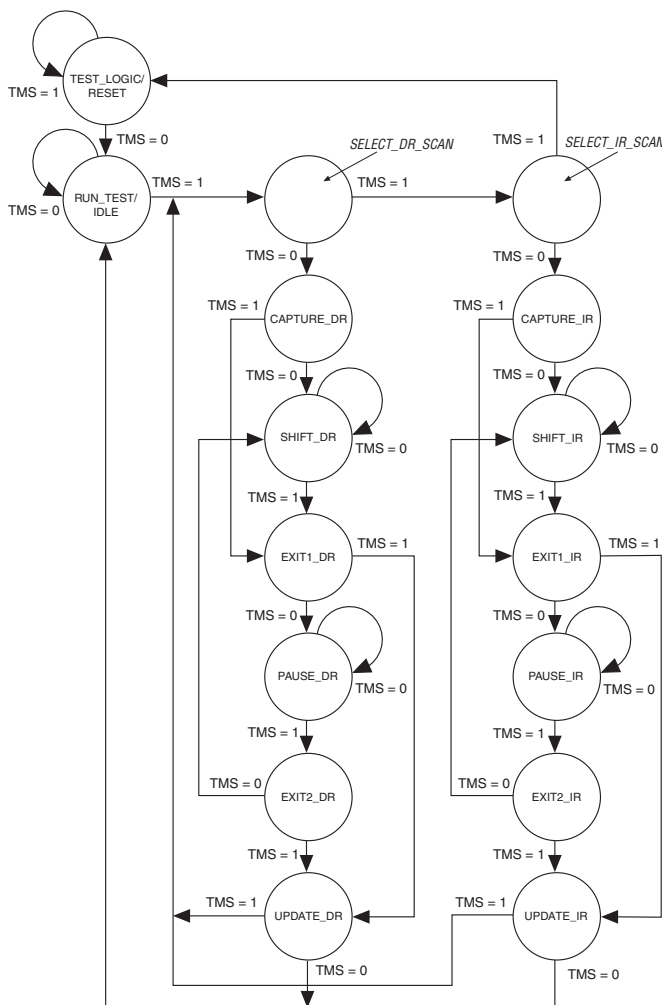 TEST_LOGIC/
RESET
TMS = 1
TMS = 0
SELECT_DR_SCAN
TMS = 1
SELECT_IR_SCAN
RUN_TEST/
IDLE
TMS = 0
TMS = 1
TMS = 1
TMS = 0
TMS = 0
TMS = 1
CAPTURE_DR
TMS = 1
CAPTURE_IR
TMS = 0
TMS = 0
SHIFT_DR
TMS = 0
SHIFT_IR
TMS = 0
TMS = 1
TMS = 1
EXIT1_DR
TMS = 1
EXIT1_IR
TMS = 1
TMS = 0
TMS = 0
PAUSE_DR
TMS = 0
PAUSE_IR
TMS = 0
TMS = 1
TMS = 1
TMS = 0
EXIT2_DR
TMS = 0
EXIT2_IR
TMS = 1
TMS = 1
TMS = 1
UPDATE_DR
TMS = 1
UPDATE_IR
TMS = 0
TMS = 0